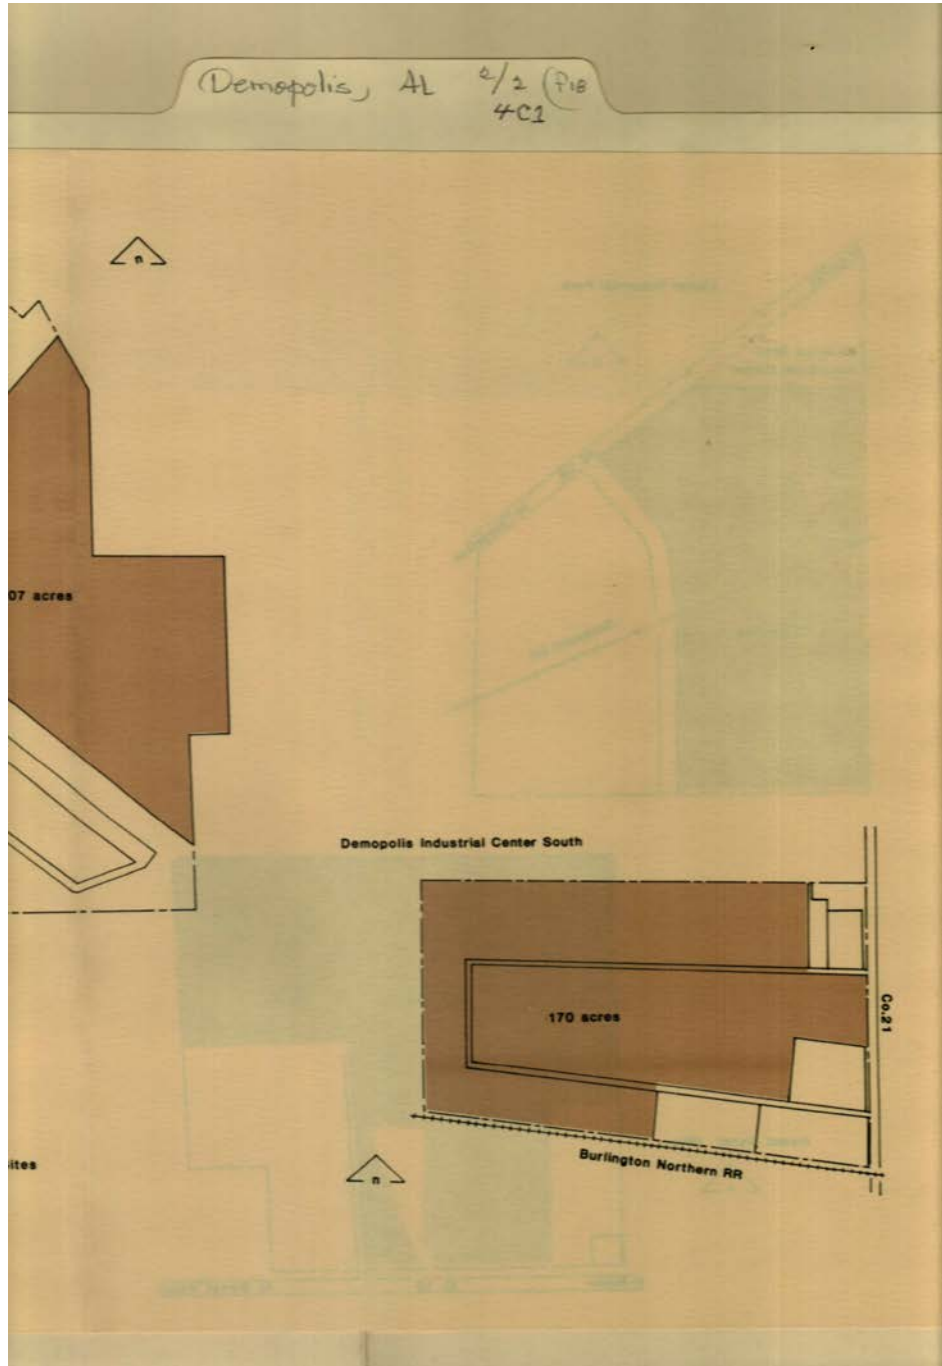 Demopolis, AL 2/2 (F18
4C1
n
07 acres
Demopolis Industrial Center South
170 acres
Co.21
Burlington Northern RR
ites
n